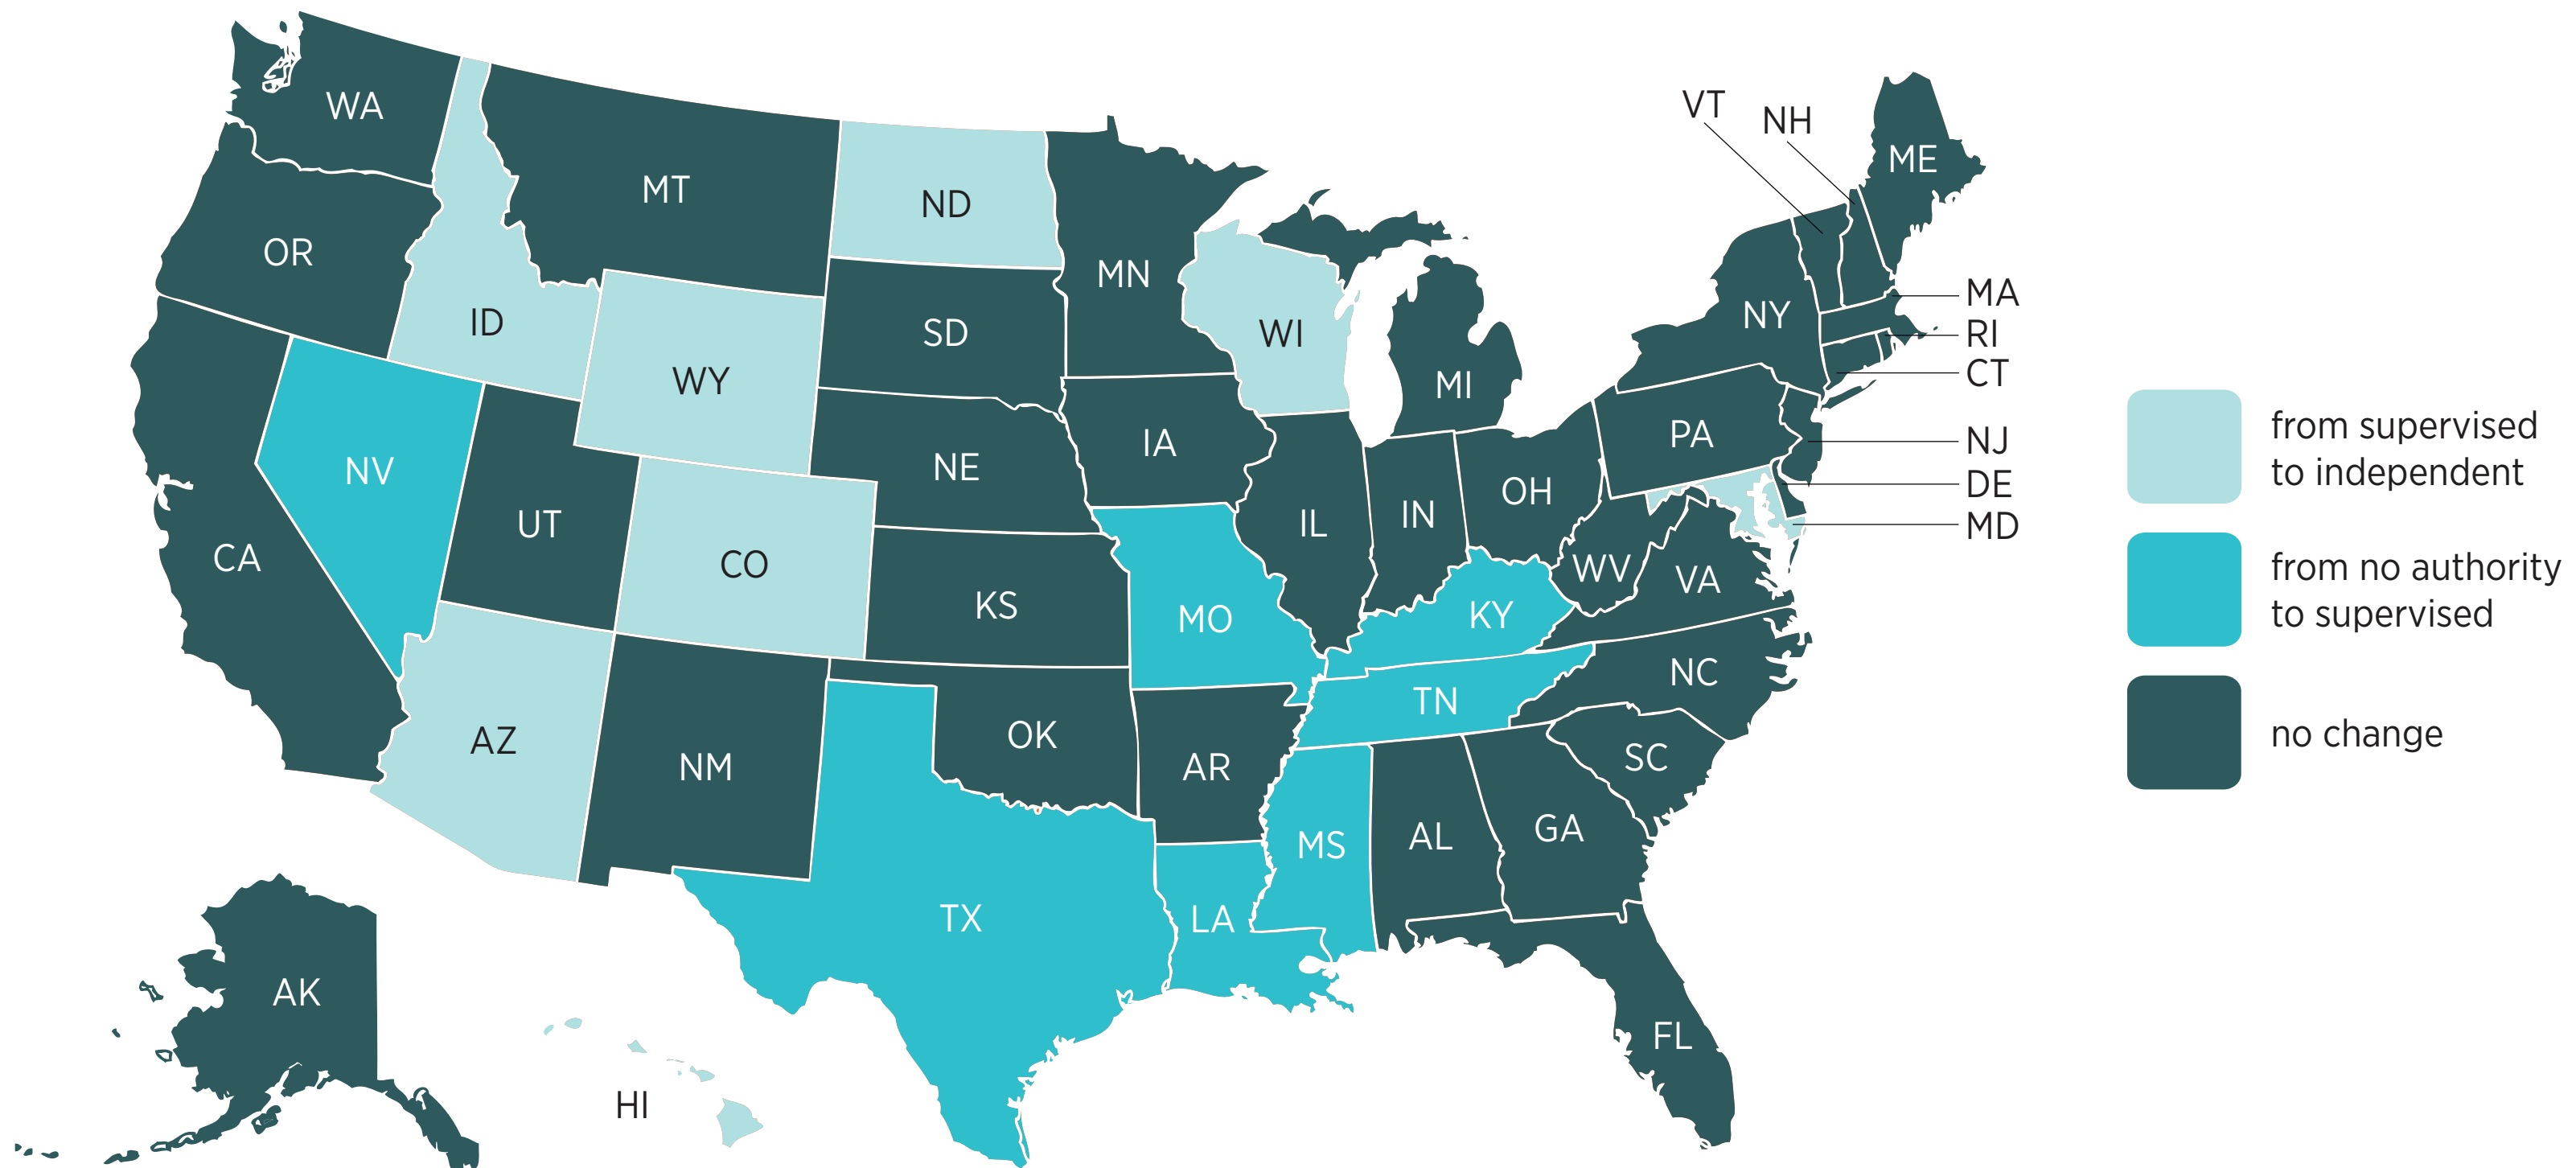 WA
VT
NH
ME
MT
ND
OR
MN
ID
SD
WI
NY
MA
RI
CT
WY
MI
from supervised
to independent
NV
NE
IA
PA
NJ
UT
OH
DE
IL
IN
MD
CA
CO
WV
VA
from no authority
to supervised
KS
MO
KY
NC
TN
AZ
NM
OK
AR
SC
no change
MS
AL
GA
TX
LA
AK
FL
HI